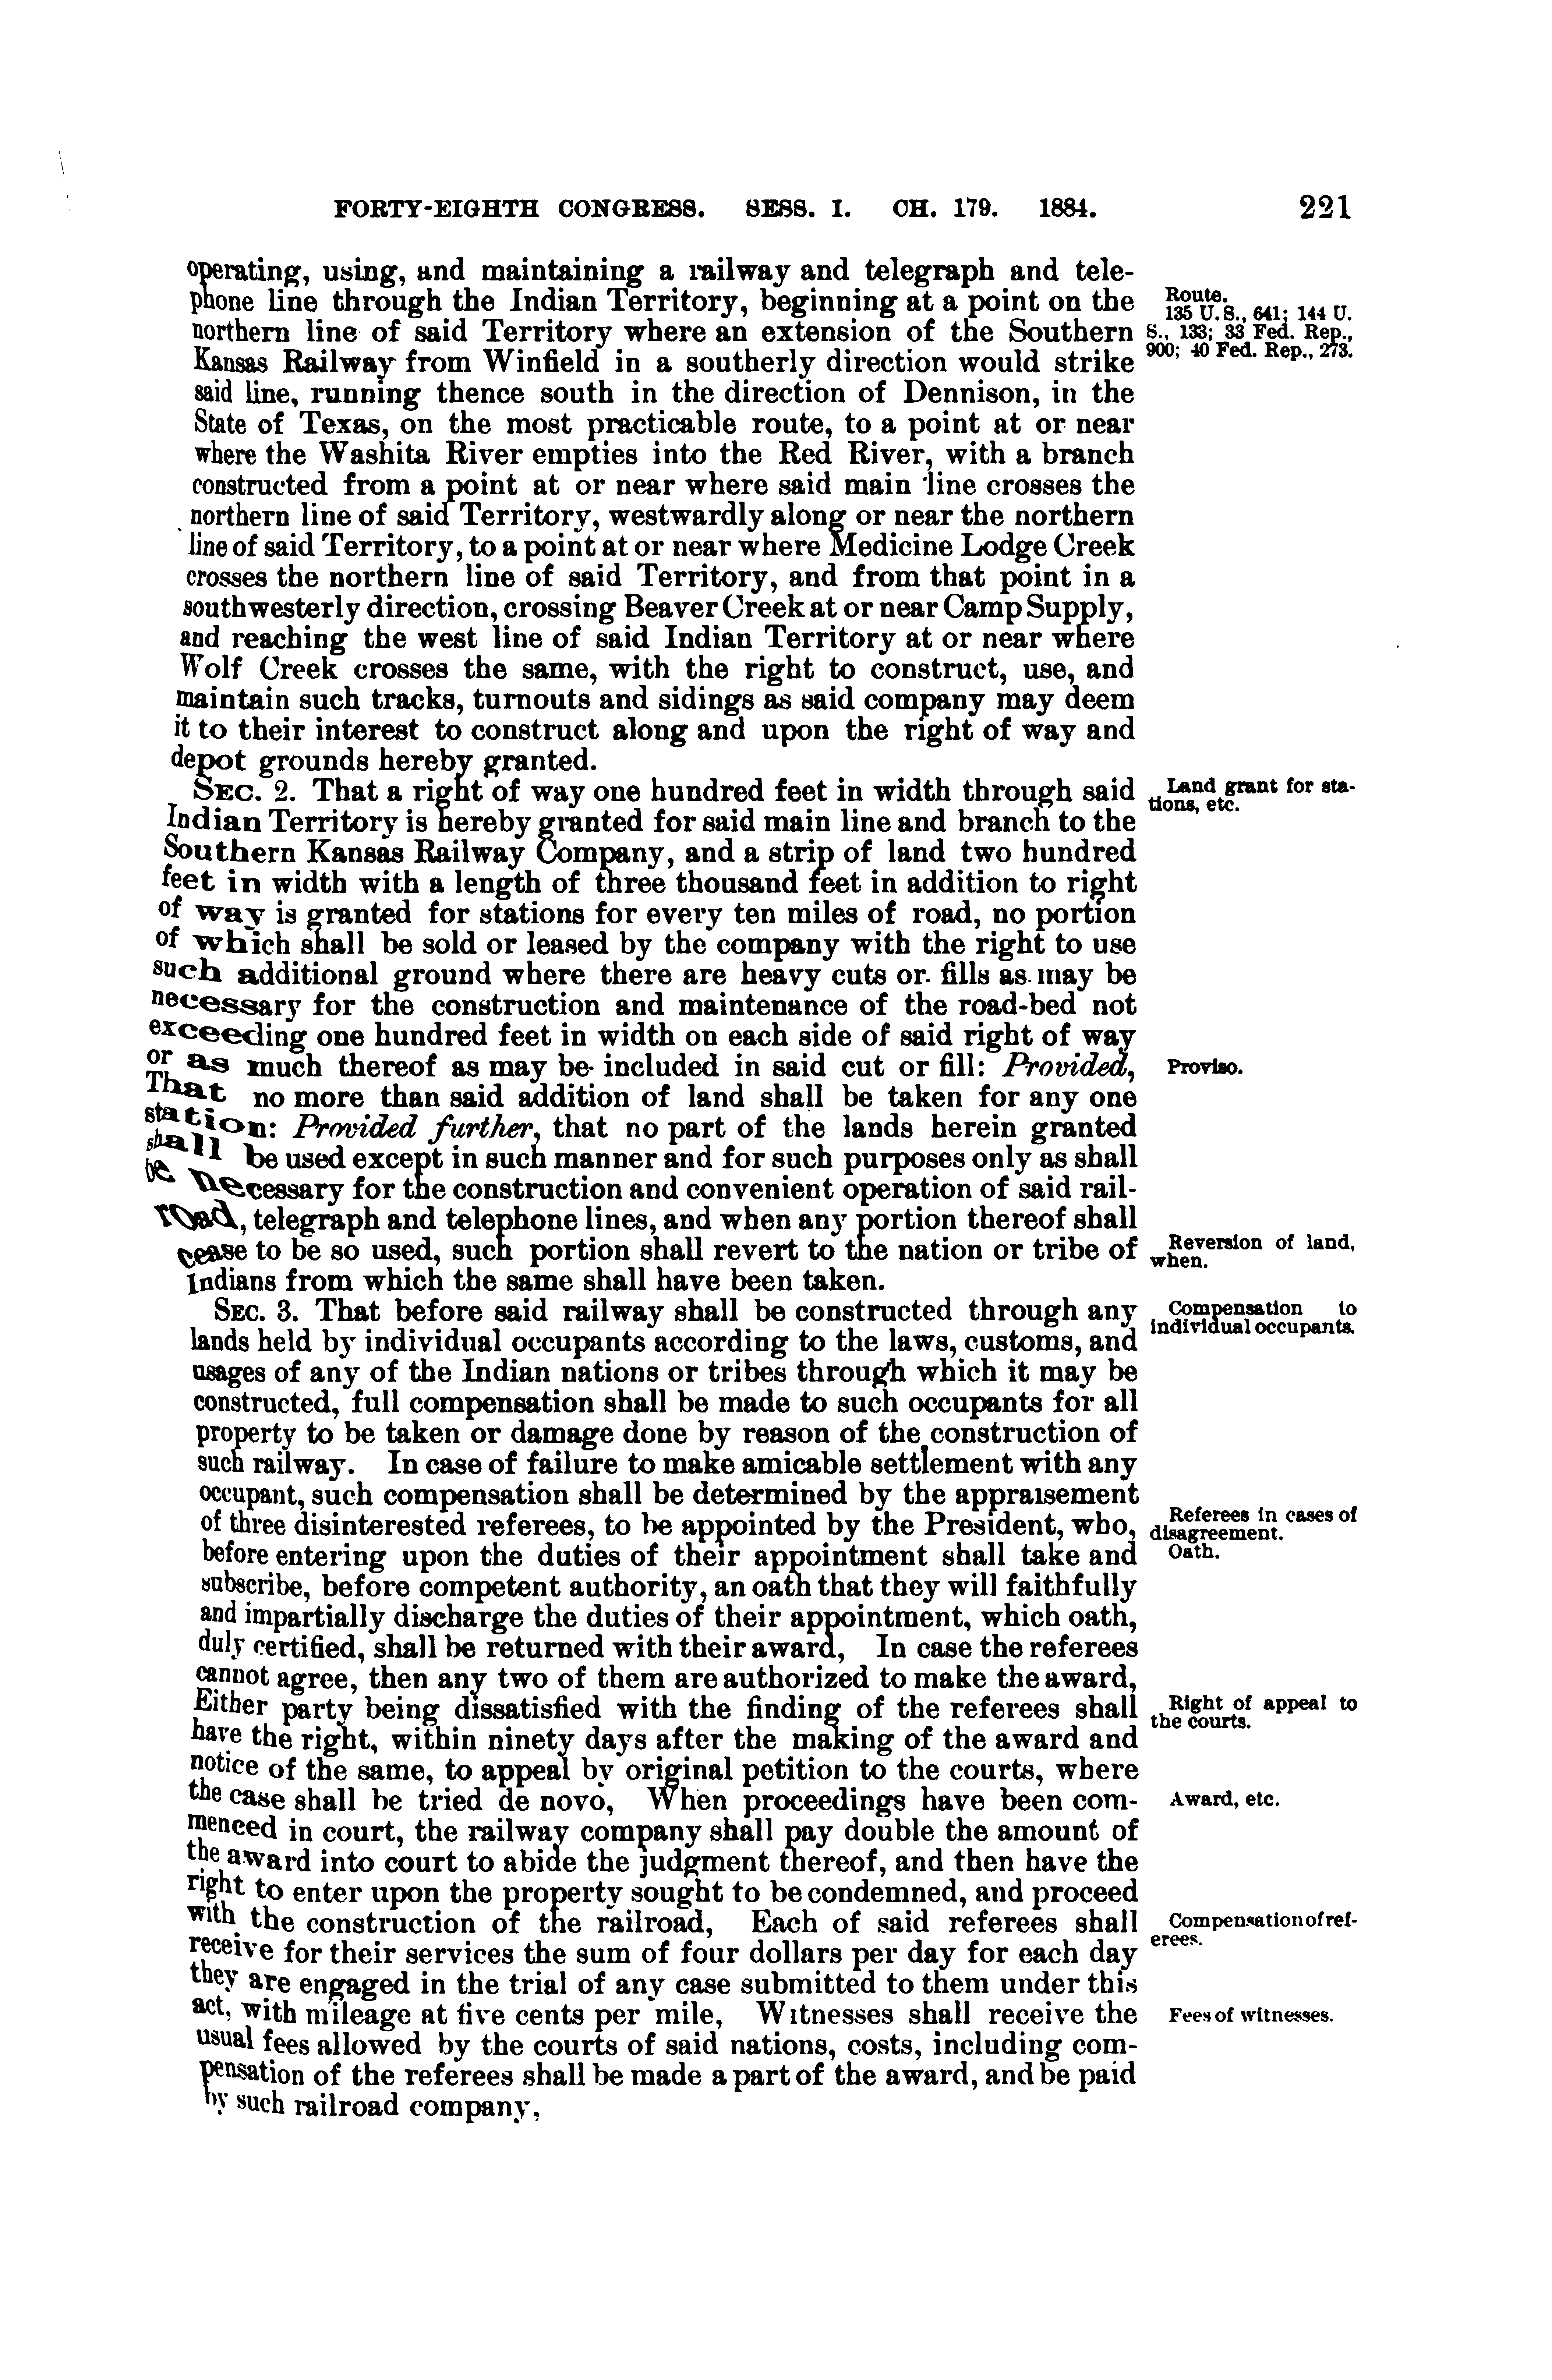 FORTY-EIGHTH CONGRESS. SESS. I. CH. 179. 1884. 221
operating, using, and maintaining a railway and telegraph and tele-
phone line through the Indian Territory, beginning at a point on the
northern line of said Territory where an extension of the Southern
Kansas Railway from Winfield in a southerly direction would strike
said line, running thence south in the direction of Dennison, in the
State of Texas, on the most practicable route, to a point at or near
where the Washita River empties into the Red River, with a branch
constructed from a point at or near where said main line crosses the
northern line of said Territory, westwardly along or near the northern
line of said Territory, to a point at or near where Medicine Lodge Creek
crosses the northern line of said Territory, and from that point in a
southwesterly direction, crossing Beaver Creek at or near Camp Supply,
and reaching the west line of said Indian Territory at or near where
Wolf Creek crosses the same, with the right to construct, use, and
maintain such tracks, turnouts and sidings as said company may deem
it to their interest to construct along and upon the right of way and
depot grounds hereby granted.
SEC. 2. That a right of way one hundred feet in width through said
Indian Territory is hereby granted for said main line and branch to the
Southern Kansas Railway Company, and a strip of land two hundred
feet in width with a length of three thousand feet in addition to right
of way is granted for stations for every ten miles of road, no portion
of which shall be sold or leased by the company with the right to use
such additional ground where there are heavy cuts or fills as may be
necessary for the construction and maintenance of the road-bed not
exceeding one hundred feet in width on each side of said right of way
or as much thereof as may be included in said cut or fill: Provided,
That no more than said addition of land shall be taken for any one
station: Provided further, that no part of the lands herein granted
shall be used except in such manner and for such purposes only as shall
be necessary for the construction and convenient operation of said rail-
road, telegraph and telephone lines, and when any portion thereof shall
cease to be so used, such portion shall revert to the nation or tribe of
Indians from which the same shall have been taken.
SEC. 3. That before said railway shall be constructed through any
lands held by individual occupants according to the laws, customs, and
usages of any of the Indian nations or tribes through which it may be
constructed, full compensation shall be made to such occupants for all
property to be taken or damage done by reason of the construction of
such railway. In case of failure to make amicable settlement with any
occupant, such compensation shall be determined by the appraisement
of three disinterested referees, to be appointed by the President, who,
before entering upon the duties of their appointment shall take and
subscribe, before competent authority, an oath that they will faithfully
and impartially discharge the duties of their appointment, which oath,
duly certified, shall be returned with their award, In case the referees
cannot agree, then any two of them are authorized to make the award,
Either party being dissatisfied with the finding of the referees shall
have the right, within ninety days after the making of the award and
notice of the same, to appeal by original petition to the courts, where
the case shall be tried de novo, When proceedings have been com-
menced in court, the railway company shall pay double the amount of
the award into court to abide the judgment thereof, and then have the
right to enter upon the property sought to be condemned, and proceed
with the construction of the railroad, Each of said referees shall
receive for their services the sum of four dollars per day for each day
they are engaged in the trial of any case submitted to them under this
act, with mileage at five cents per mile, Witnesses shall receive the
usual fees allowed by the courts of said nations, costs, including com-
pensation of the referees shall be made a part of the award, and be paid
by such railroad company,
Route.
135 U. S., 641; 144 U.
S., 138; 33 Fed. Rep.,
900; 40 Fed. Rep., 273.
Land grant for sta-
tions, etc.
Proviso.
Reversion of land,
when.
Compensation to
individual occupants.
Referees in cases of
disagreement.
Oath.
Right of appeal to
the courts.
Award, etc.
Compensation of ref-
erees.
Fees of witnesses.